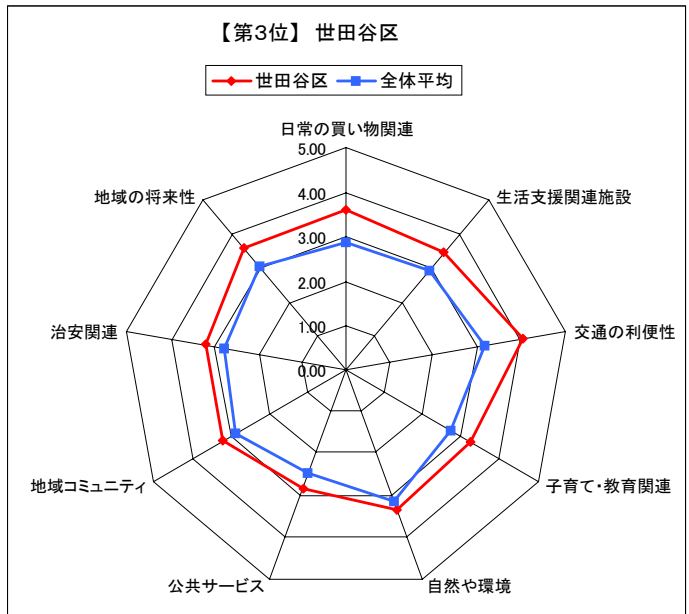 【第3位】 世田谷区
世田谷区 全体平均
日常の買い物関連
生活支援関連施設
交通の利便性
子育て・教育関連
自然や環境
公共サービス
地域コミュニティ
治安関連
地域の将来性
5.00
4.00
3.00
2.00
1.00
0.00